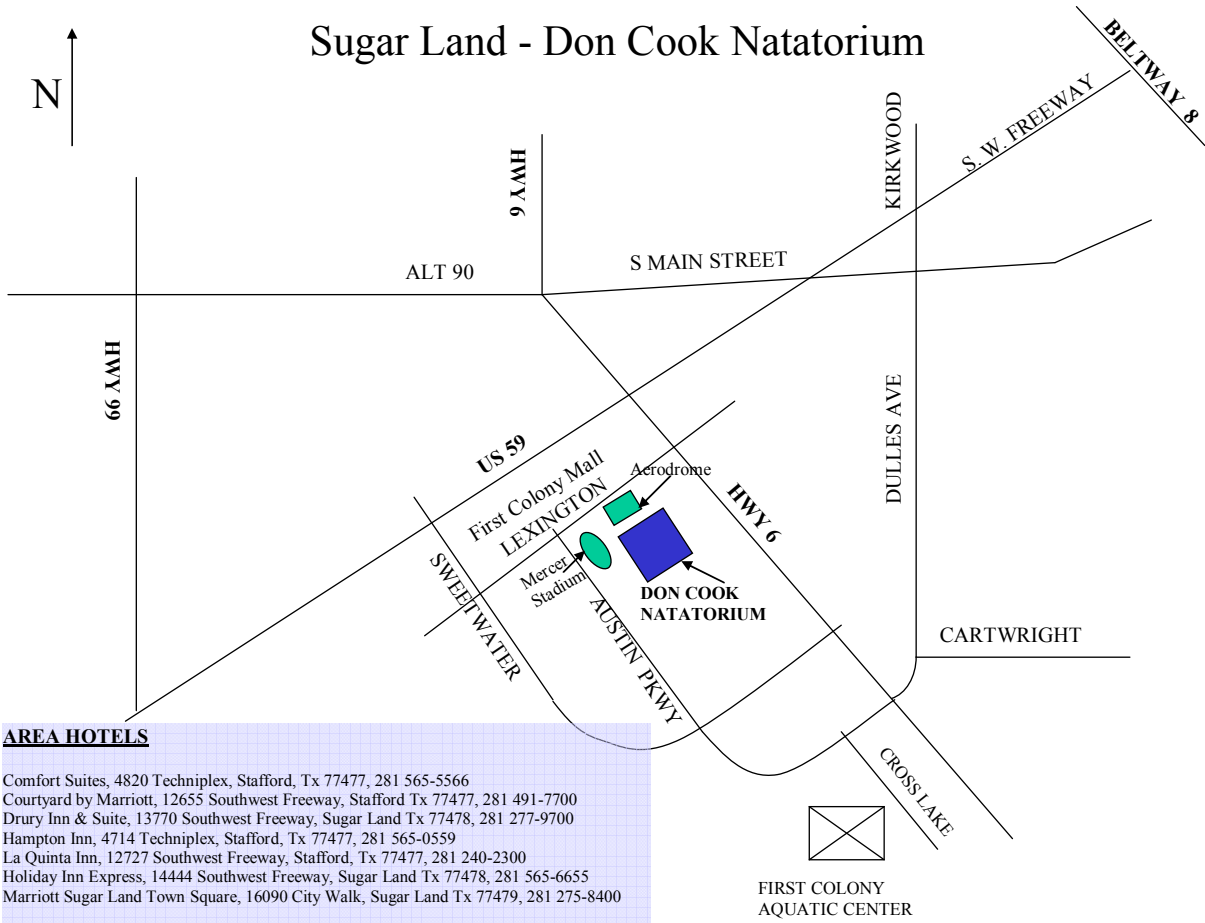 Sugar Land - Don Cook Natatorium
N
BELTWAY 8
KIRKWOOD
S. W. FREEWAY
HWY 6
S MAIN STREET
ALT 90
HWY 99
DULLES AVE
US 59
First Colony Mall
LEXINGTON
Aerodrome
HWY 6
Mercer
Stadium
SWEETWATER
DON COOK
NATATORIUM
AUSTIN PKWY
CARTWRIGHT
CROSS LAKE
AREA HOTELS
Comfort Suites, 4820 Techniplex, Stafford, Tx 77477, 281 565-5566
Courtyard by Marriott, 12655 Southwest Freeway, Stafford Tx 77477, 281 491-7700
Drury Inn & Suite, 13770 Southwest Freeway, Sugar Land Tx 77478, 281 277-9700
Hampton Inn, 4714 Techniplex, Stafford, Tx 77477, 281 565-0559
La Quinta Inn, 12727 Southwest Freeway, Stafford, Tx 77477, 281 240-2300
Holiday Inn Express, 14444 Southwest Freeway, Sugar Land Tx 77478, 281 565-6655
Marriott Sugar Land Town Square, 16090 City Walk, Sugar Land Tx 77479, 281 275-8400
FIRST COLONY
AQUATIC CENTER